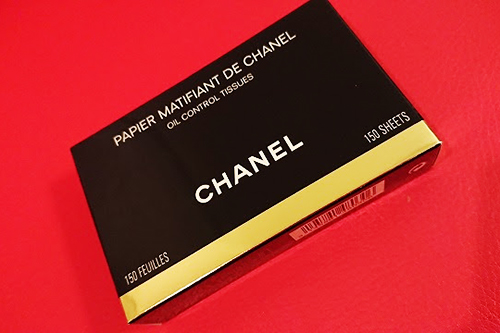 PAPIER MATIFIANT DE CHANEL
OIL CONTROL TISSUES
CHANEL
150 FEUILLES
150 SHEETS